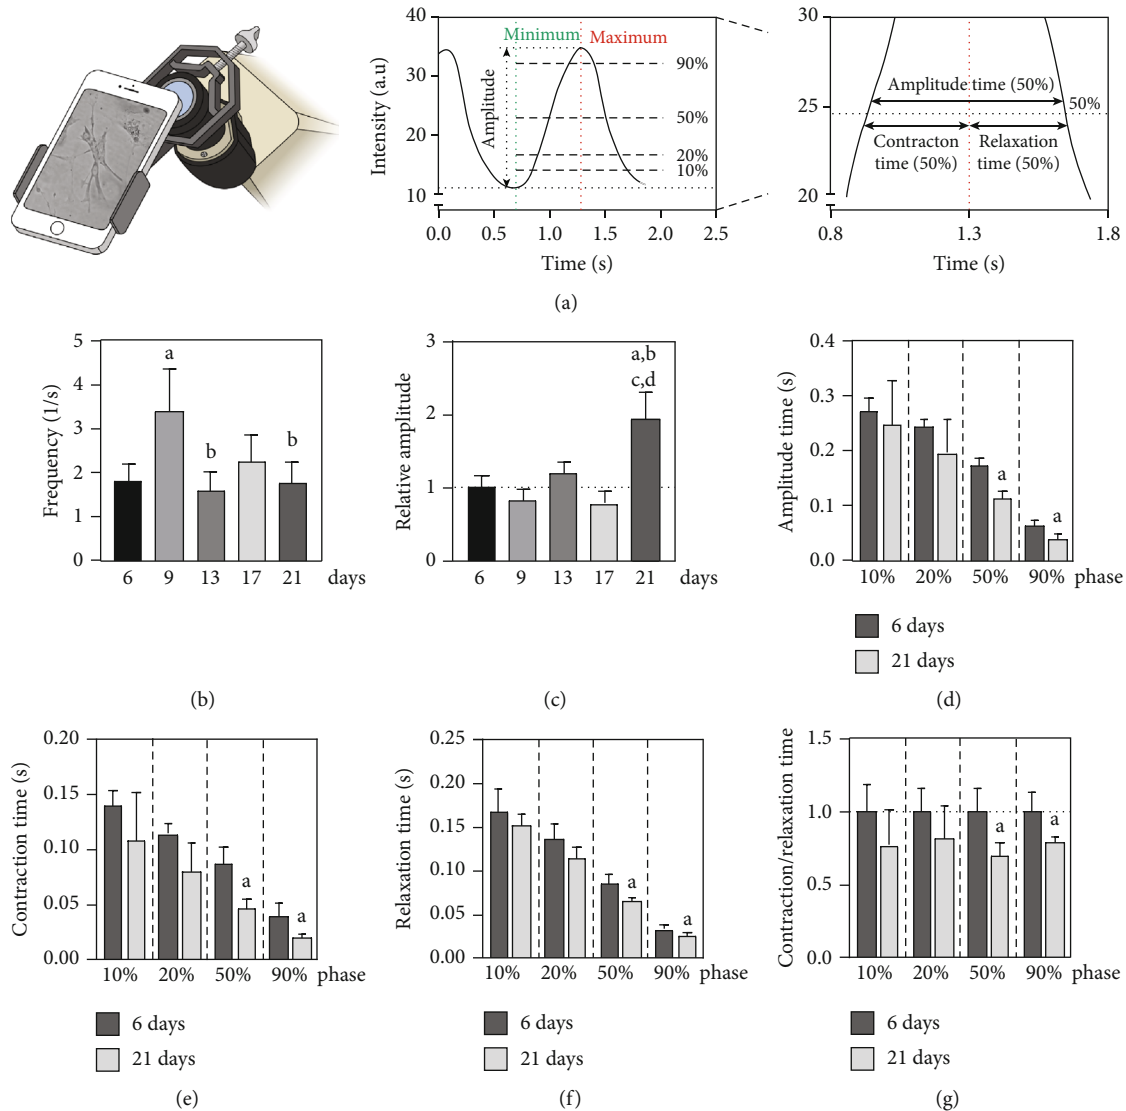 40
30
20
10
Intensity (a.u)
Amplitude
Minimum
Maximum
90%
50%
20%
10%
0.0 0.5 1.0 1.5 2.0 2.5
Time (s)
30
25
20
Amplitude time (50%)
50%
Contracton
time (50%)
Relaxation
time (50%)
0.8 1.3 1.8
Time (s)
(a)
5
4
3
2
1
0
Frequency (1/s)
a
b
b
6 9 13 17 21 days
(b)
3
2
1
0
Relative amplitude
a,b
c,d
6 9 13 17 21 days
(c)
0.4
0.3
0.2
0.1
0.0
Amplitude time (s)
a
a
10% 20% 50% 90% phase
6 days
21 days
(d)
0.20
0.15
0.10
0.05
0.00
Contraction time (s)
a
a
10% 20% 50% 90% phase
6 days
21 days
(e)
0.25
0.20
0.15
0.10
0.05
0.00
Relaxation time (s)
a
a
10% 20% 50% 90% phase
6 days
21 days
(f)
1.5
1.0
0.5
0.0
Contraction/relaxation time
a
a
10% 20% 50% 90% phase
6 days
21 days
(g)